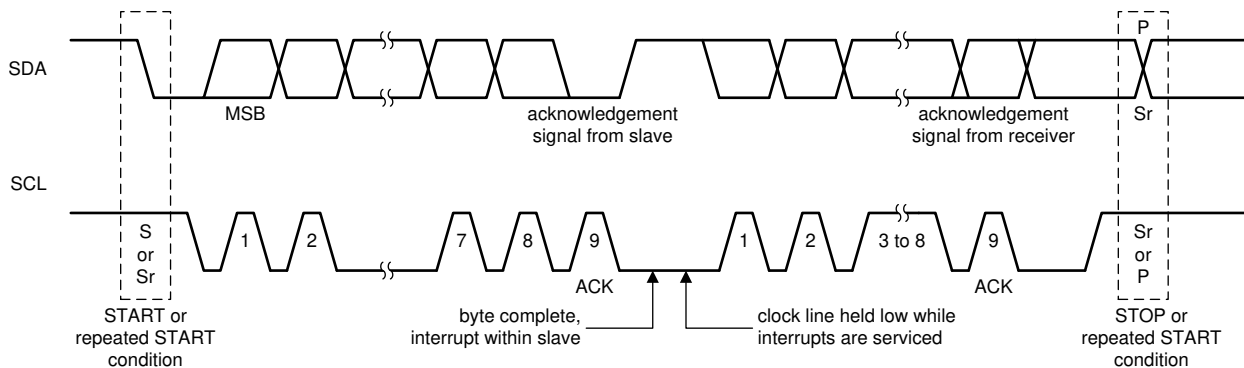 P
SDA
MSB
acknowledgement
signal from slave
acknowledgement
signal from receiver
Sr
SCL
S
or
Sr
1
2
7
8
9
1
2
3 to 8
9
Sr
or
P
ACK
ACK
START or
repeated START
condition
byte complete,
interrupt within slave
clock line held low while
interrupts are serviced
STOP or
repeated START
condition